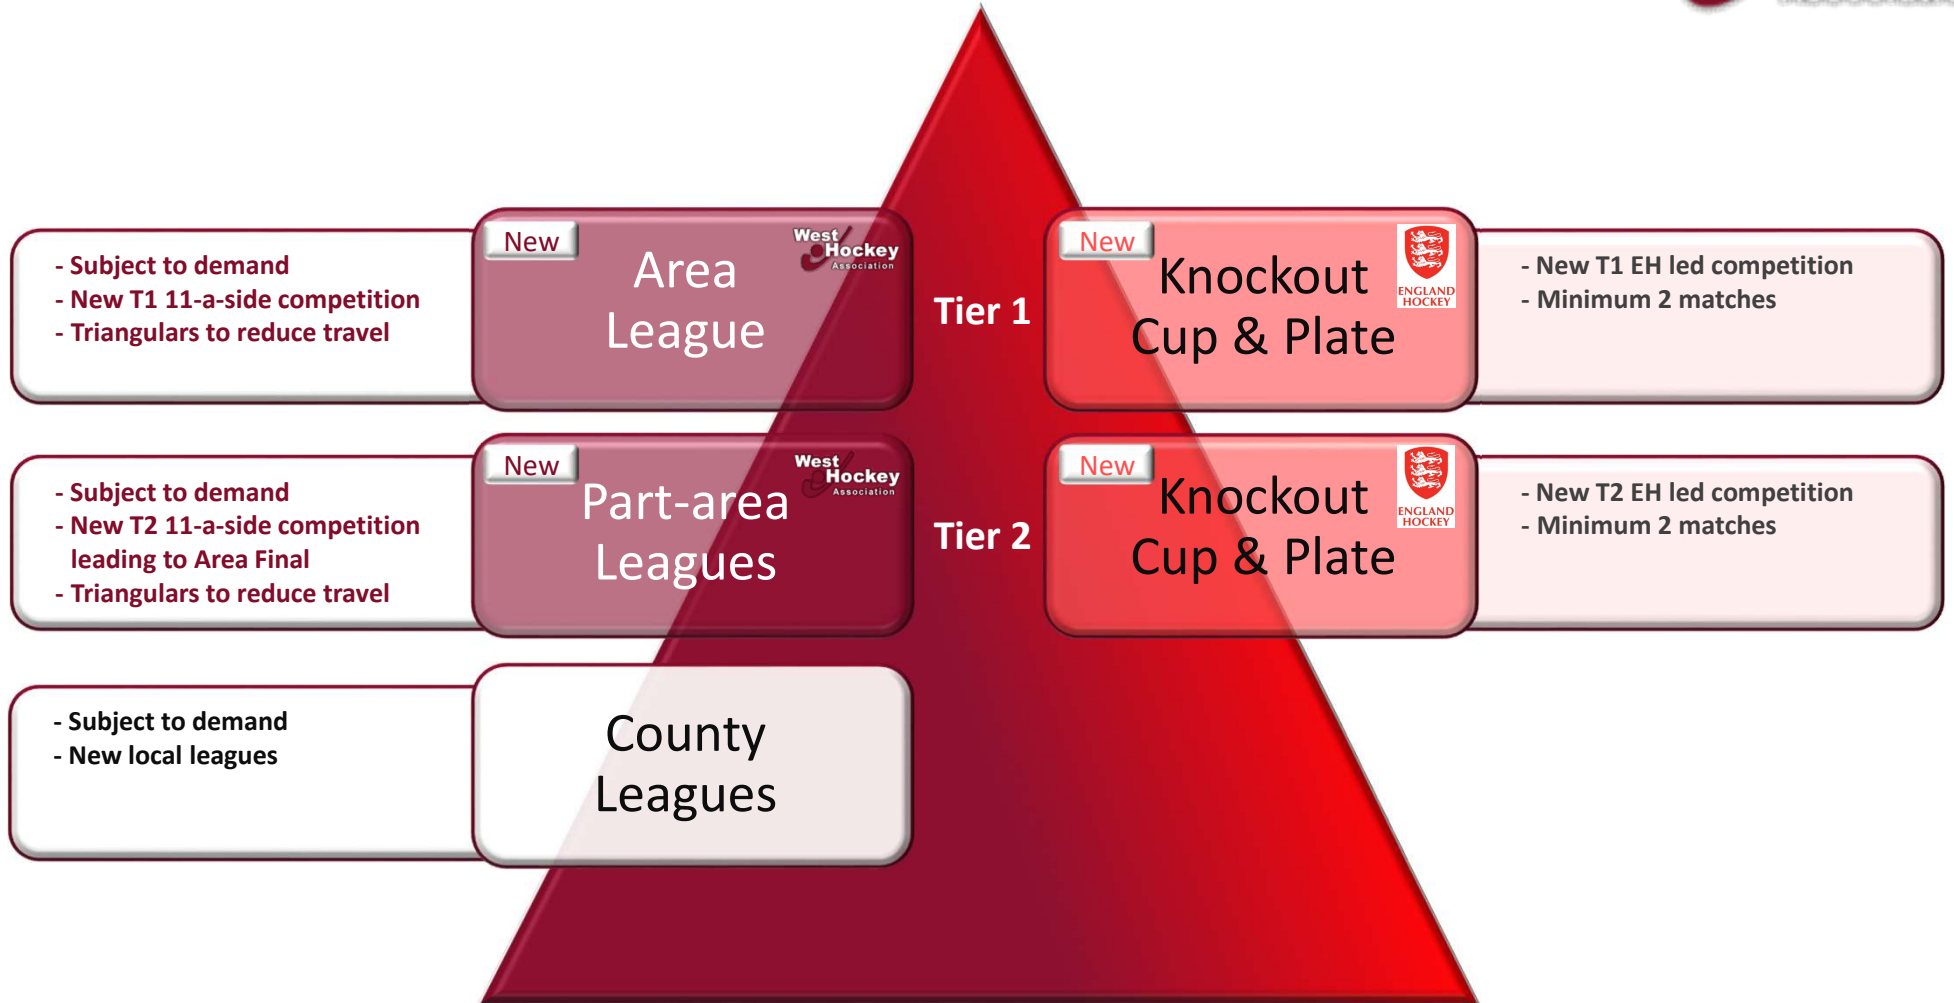 New
West
Hockey
Association
Area
League
- Subject to demand
- New T1 11-a-side competition
- Triangulars to reduce travel
Tier 1
New
ENGLAND
HOCKEY
Knockout
Cup & Plate
- New T1 EH led competition
- Minimum 2 matches
New
West
Hockey
Association
Part-area
Leagues
- Subject to demand
- New T2 11-a-side competition
leading to Area Final
- Triangulars to reduce travel
Tier 2
New
ENGLAND
HOCKEY
Knockout
Cup & Plate
- New T2 EH led competition
- Minimum 2 matches
- Subject to demand
- New local leagues
County
Leagues